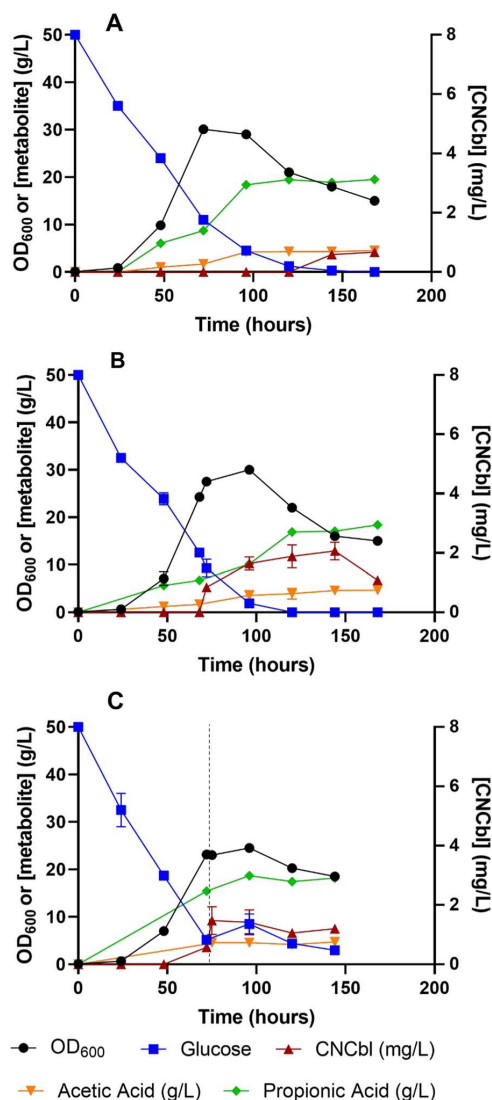 A
50
40
30
20
10
0
OD600 or [metabolite] (g/L)
8
6
4
2
0
[CNCbl] (mg/L)
0 50 100 150 200
Time (hours)
B
50
40
30
20
10
0
OD600 or [metabolite] (g/L)
8
6
4
2
0
[CNCbl] (mg/L)
0 50 100 150 200
Time (hours)
C
50
40
30
20
10
0
OD600 or [metabolite] (g/L)
8
6
4
2
0
[CNCbl] (mg/L)
0 50 100 150 200
Time (hours)
OD600 Glucose CNCbl (mg/L)
Acetic Acid (g/L) Propionic Acid (g/L)